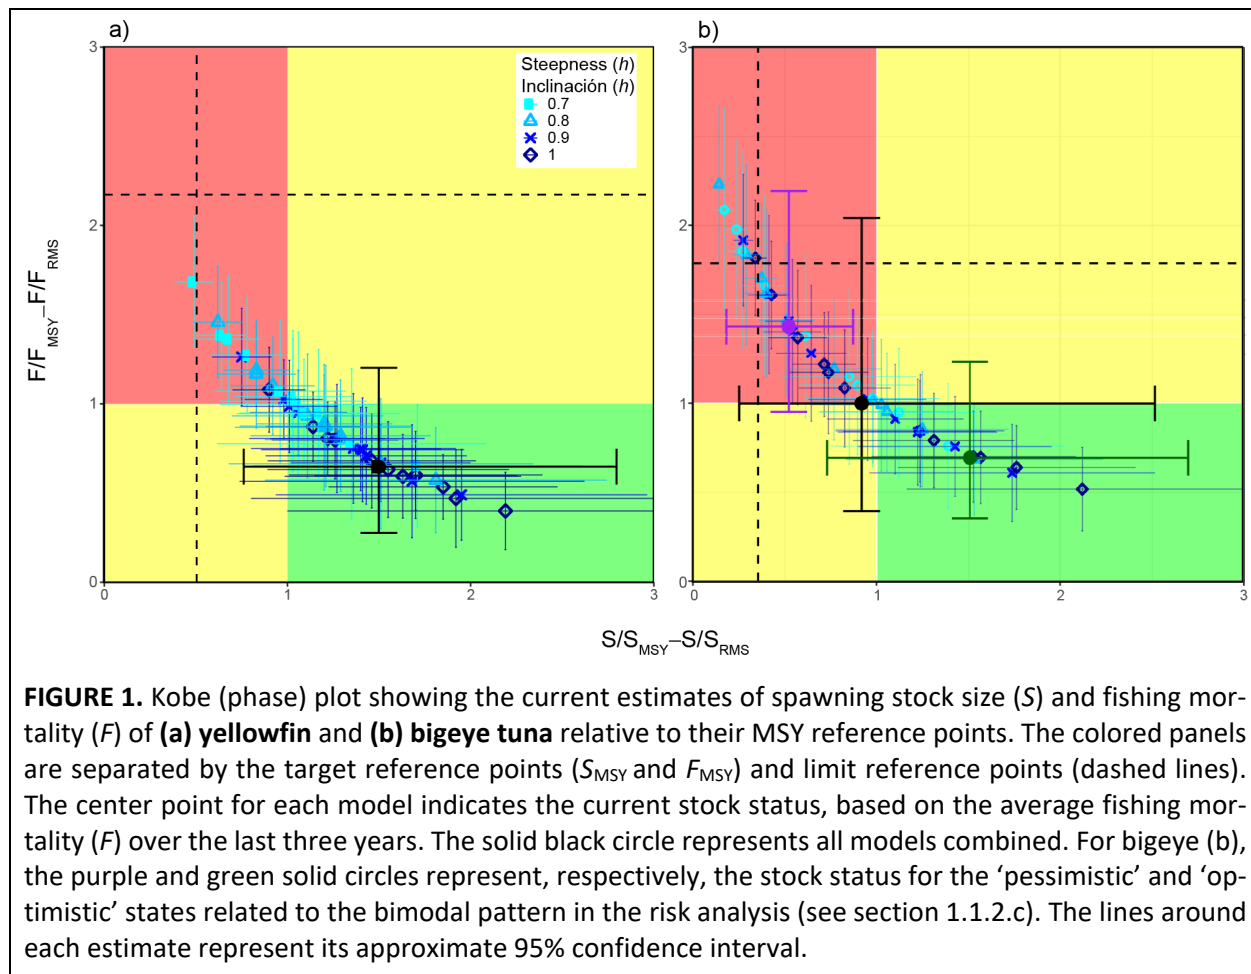 a)
b)
3
3
Steepness (h)
Inclinación (h)
0.7
0.8
0.9
1
2
2
F/F MSY–F/F RMS
1
1
0
0
0
1
2
3
0
1
2
3
S/S MSY–S/S RMS
FIGURE 1. Kobe (phase) plot showing the current estimates of spawning stock size (S) and fishing mor-
tality (F) of (a) yellowfin and (b) bigeye tuna relative to their MSY reference points. The colored panels
are separated by the target reference points (SMSY and FMSY) and limit reference points (dashed lines).
The center point for each model indicates the current stock status, based on the average fishing mor-
tality (F) over the last three years. The solid black circle represents all models combined. For bigeye (b),
the purple and green solid circles represent, respectively, the stock status for the ‘pessimistic’ and ‘op-
timistic’ states related to the bimodal pattern in the risk analysis (see section 1.1.2.c). The lines around
each estimate represent its approximate 95% confidence interval.